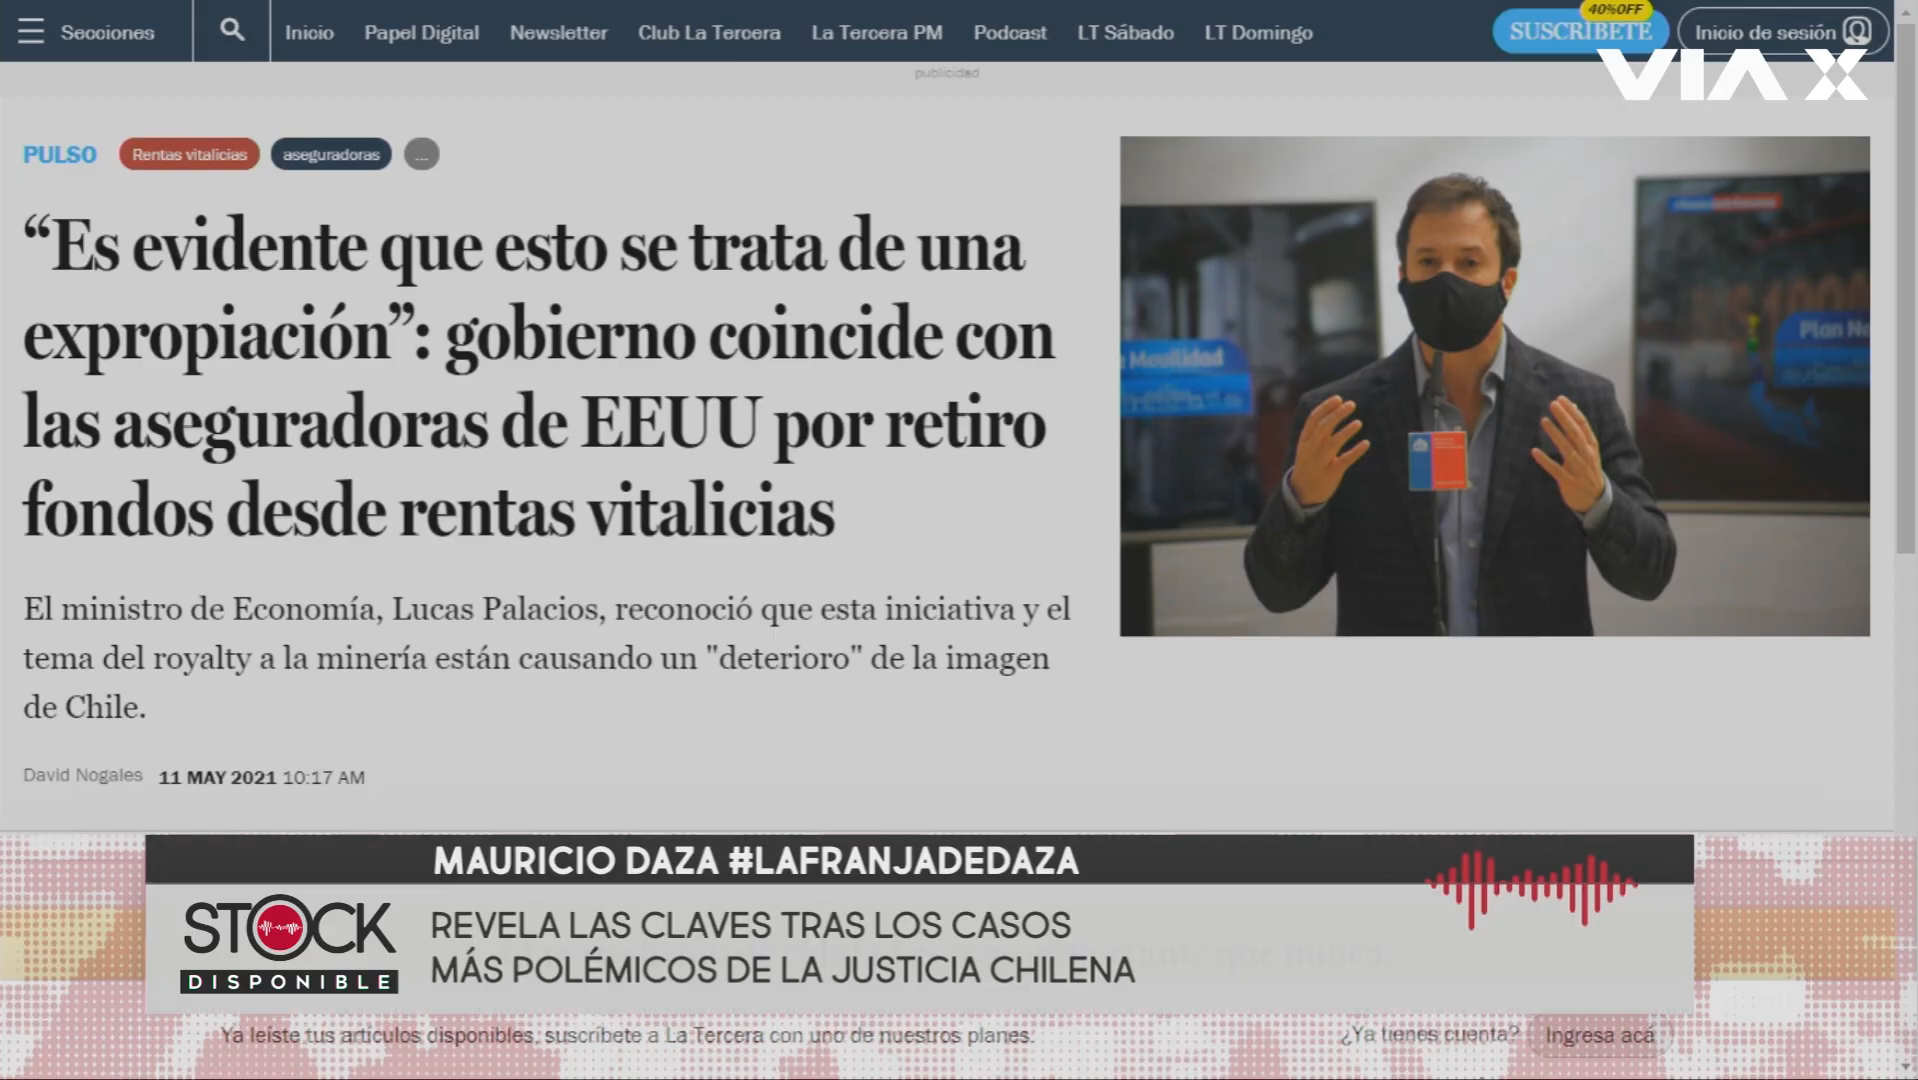 Secciones
Inicio
Papel Digital
Newsletter
Club La Tercera
La Tercera PM
Podcast
LT Sábado
LT Domingo
40%OFF
SUSCRÍBETE
Inicio de sesión
VIA X
publicidad
PULSO
Rentas vitalicias
aseguradoras
...
“Es evidente que esto se trata de una
expropiación”: gobierno coincide con
las aseguradoras de EEUU por retiro
fondos desde rentas vitalicias
El ministro de Economía, Lucas Palacios, reconoció que esta iniciativa y el
tema del royalty a la minería están causando un "deterioro" de la imagen
de Chile.
David Nogales 11 MAY 2021 10:17 AM
Movilidad
Plan
MAURICIO DAZA #LAFRANJADEDAZA
STOCK
DISPONIBLE
REVELA LAS CLAVES TRAS LOS CASOS
MÁS POLÉMICOS DE LA JUSTICIA CHILENA
Ya leíste tus artículos disponibles, suscríbete a La Tercera con uno de nuestros planes.
¿Ya tienes cuenta?
Ingresa acá